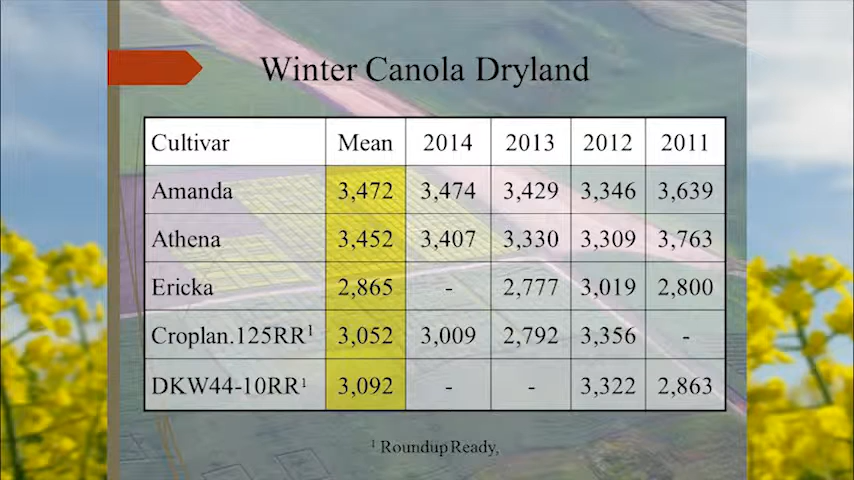 Winter Canola Dryland
Cultivar Mean 2014 2013 2012 2011
Amanda 3,472 3,474 3,429 3,346 3,639
Athena 3,452 3,407 3,330 3,309 3,763
Ericka 2,865 - 2,777 3,019 2,800
Croplan.125RR¹ 3,052 3,009 2,792 3,356 -
DKW44-10RR¹ 3,092 - - 3,322 2,863
¹ Roundup Ready,